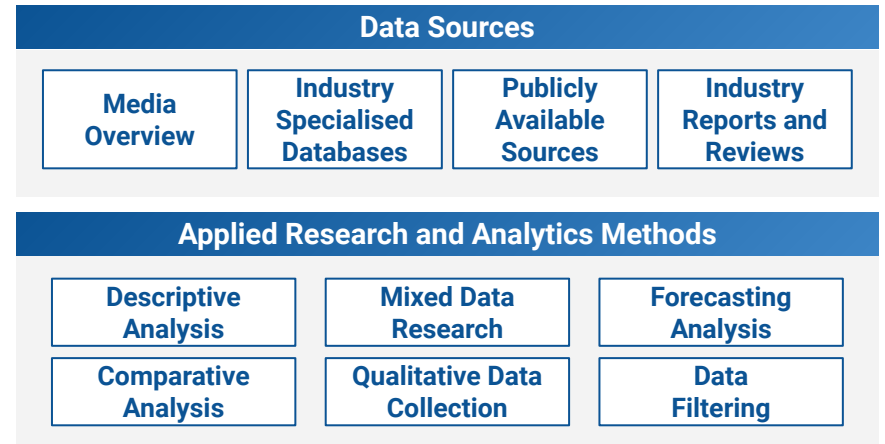 Data Sources
Media
Overview
Industry
Specialised
Databases
Publicly
Available
Sources
Industry
Reports and
Reviews
Applied Research and Analytics Methods
Descriptive
Analysis
Mixed Data
Research
Forecasting
Analysis
Comparative
Analysis
Qualitative Data
Collection
Data
Filtering